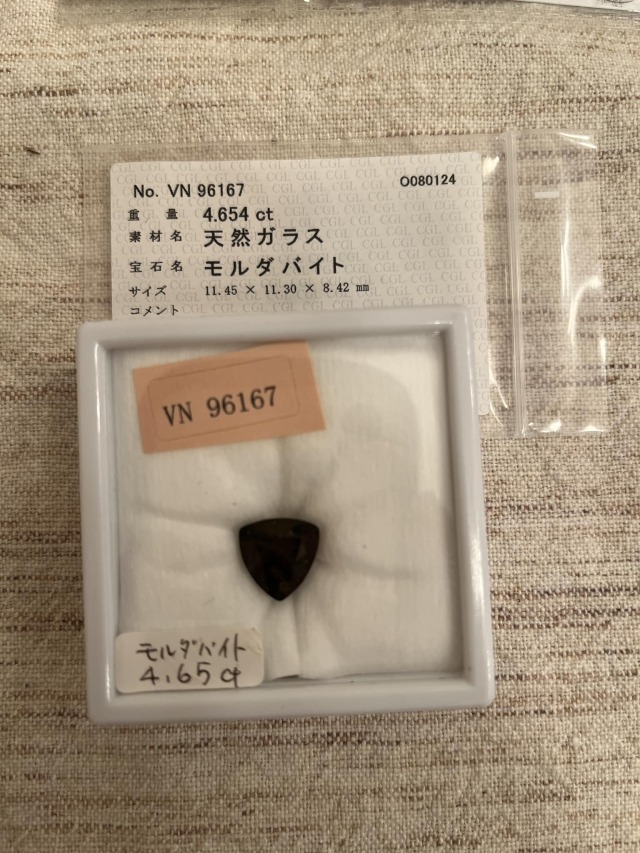 No. VN 96167
O080124
重量 4.654 ct
素材名 天然ガラス
宝石名 モルダバイト
サイズ 11.45 × 11.30 × 8.42 mm
コメント
VN 96167
モルダバイト
4.65ct